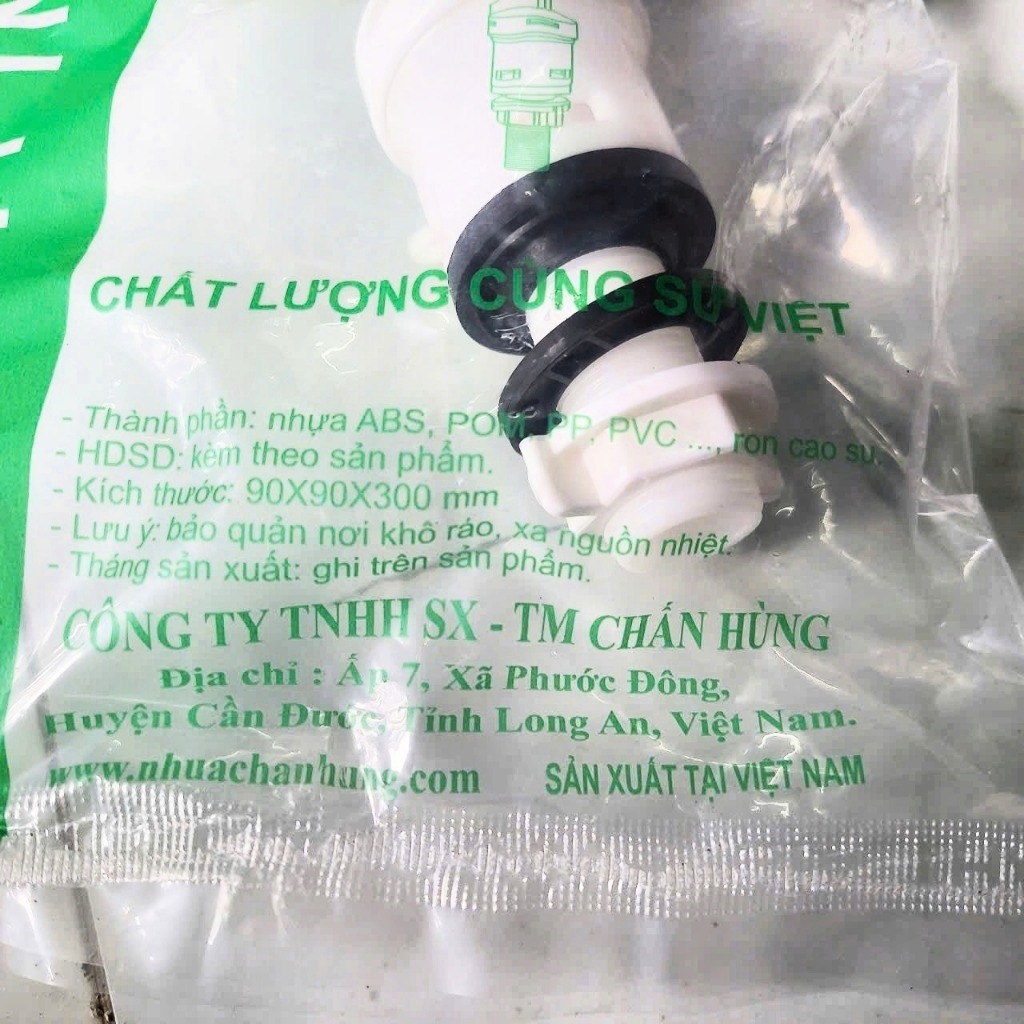 CHẤT LƯỢNG CÙNG SỨ VIỆT
- Thành phần: nhựa ABS, POM, PP, PVC ..., ron cao su.
- HDSD: kèm theo sản phẩm.
- Kích thước: 90X90X300 mm
- Lưu ý: bảo quản nơi khô ráo, xa nguồn nhiệt.
- Tháng sản xuất: ghi trên sản phẩm.
CÔNG TY TNHH SX - TM CHẤN HÙNG
Địa chỉ : Ấp 7, Xã Phước Đông,
Huyện Cần Đước, Tỉnh Long An, Việt Nam.
www.nhuachanhung.com SẢN XUẤT TẠI VIỆT NAM